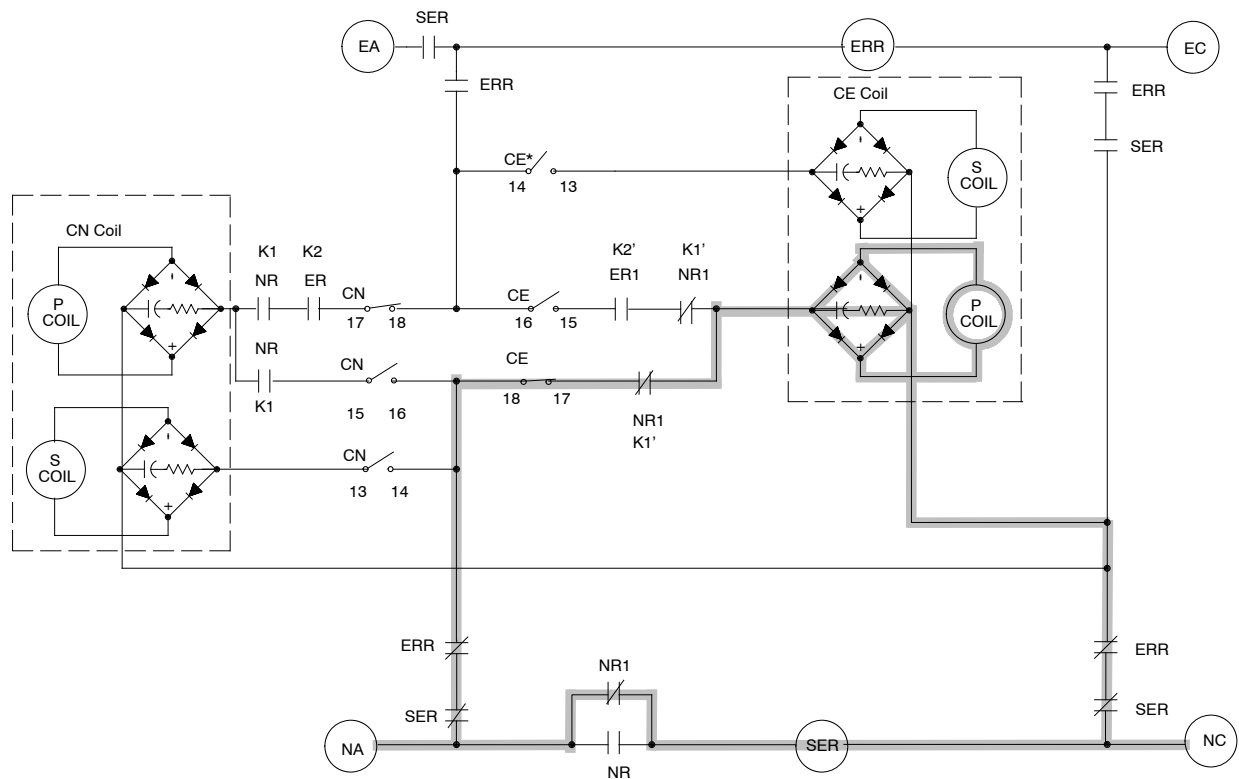 SER
EA
ERR
EC
ERR
CE Coil
ERR
SER
CE*
14
13
S
COIL
CN Coil
K1
K2
K2'
K1'
NR
ER
ER1
NR1
P
COIL
CN
17
18
CE
16
15
P
COIL
NR
CN
CE
K1
15
16
18
17
NR1
K1'
S
COIL
CN
13
14
ERR
ERR
NR1
SER
SER
NA
SER
NC
NR